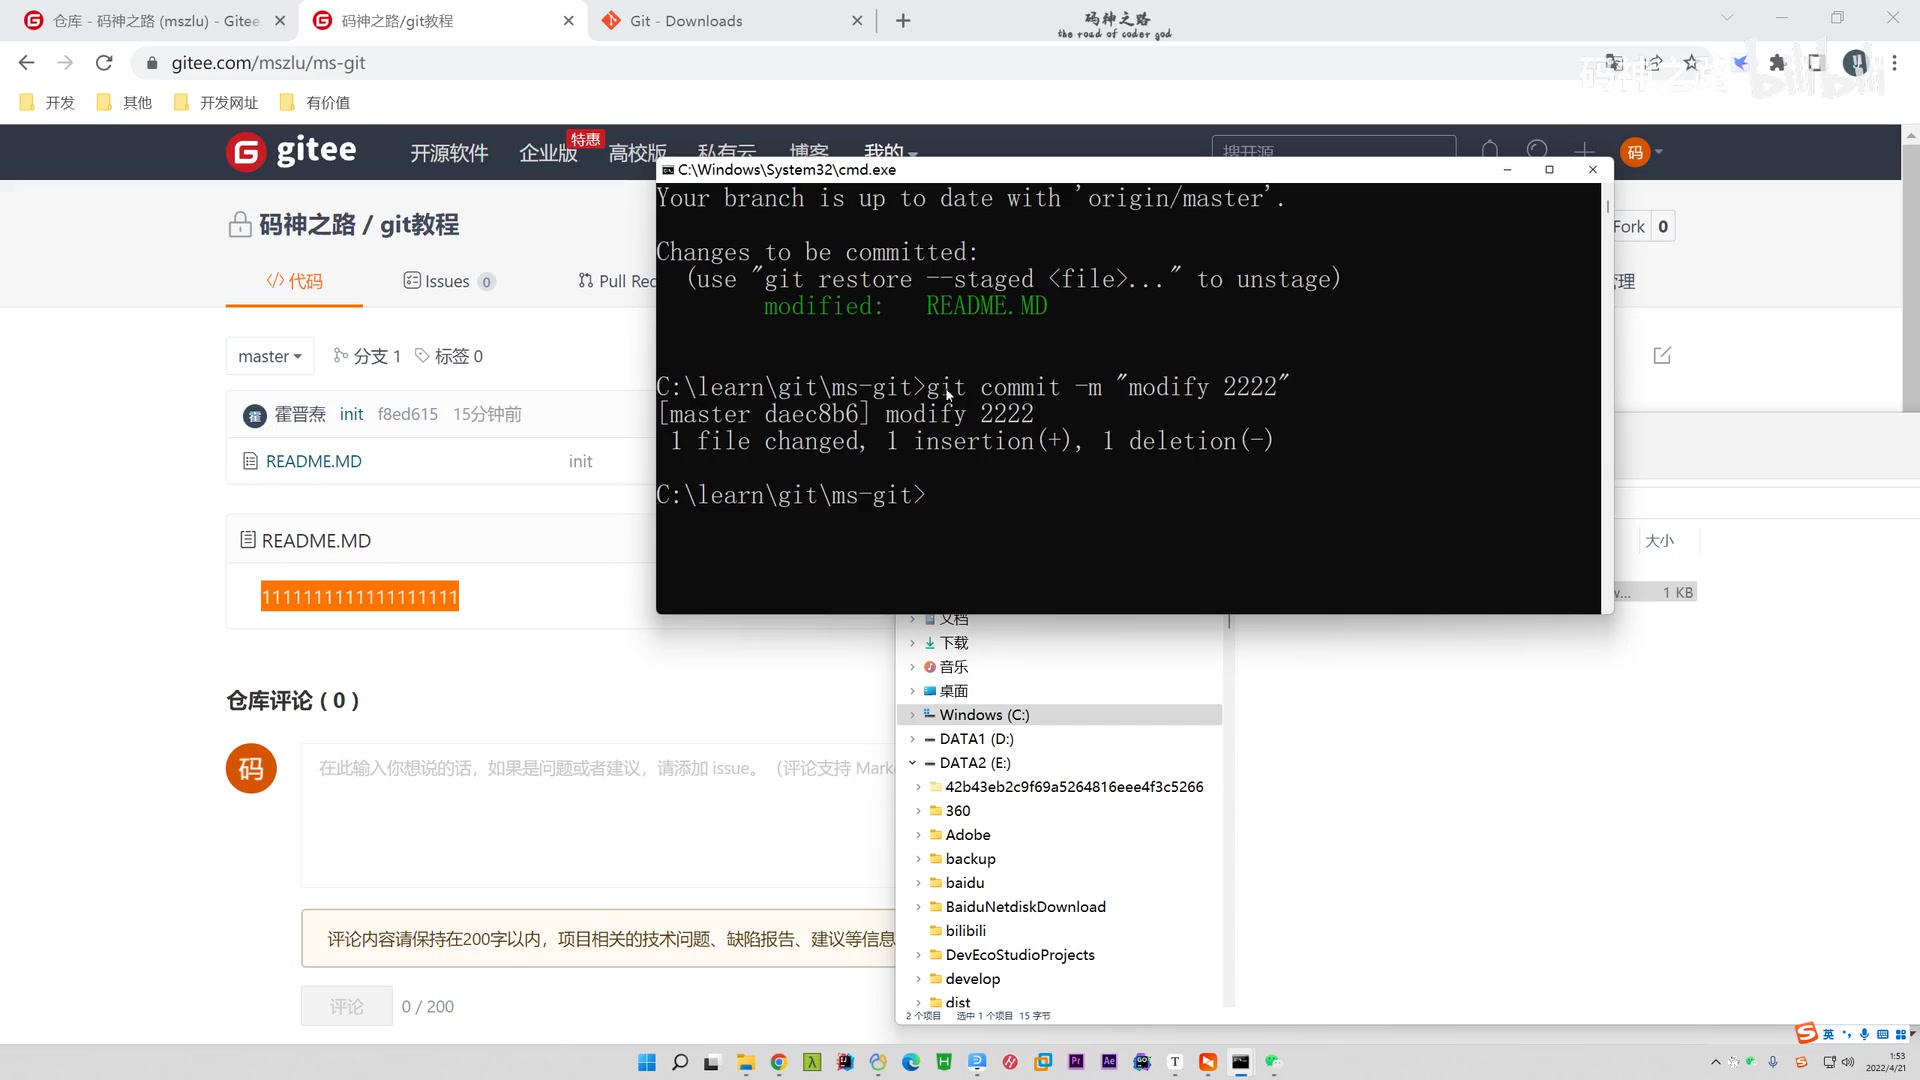 仓库 - 码神之路 (mszlu) - Gitee
码神之路/git教程
Git - Downloads
码神之路
the road of coder god
gitee.com/mszlu/ms-git
码神之路
bilibili
开发
其他
开发网址
有价值
gitee
开源软件
企业版
特惠
高校版
私有云
博客
我的
搜开源
码
码神之路 / git教程
Fork 0
代码
Issues 0
Pull Rec
管理
master
分支 1
标签 0
霍
init f8ed615 15分钟前
README.MD init
README.MD
1111111111111111111
仓库评论 ( 0 )
码
在此输入你想说的话，如果是问题或者建议，请添加 issue。（评论支持 Mark
评论内容请保持在200字以内，项目相关的技术问题、缺陷报告、建议等信息
评论
0 / 200
C:\Windows\System32\cmd.exe
Your branch is up to date with 'origin/master'.
Changes to be committed:
(use "git restore --staged <file>..." to unstage)
modified: README.MD
C:\learn\git\ms-git>git commit -m "modify 2222"
[master daec8b6] modify 2222
1 file changed, 1 insertion(+), 1 deletion(-)
C:\learn\git\ms-git>
大小
w... 1 KB
文档
下载
音乐
桌面
Windows (C:)
DATA1 (D:)
DATA2 (E:)
42b43eb2c9f69a5264816eee4f3c5266
360
Adobe
backup
baidu
BaiduNetdiskDownload
bilibili
DevEcoStudioProjects
develop
dist
2 个项目 选中 1 个项目 15 字节
英
1:53
2022/4/21